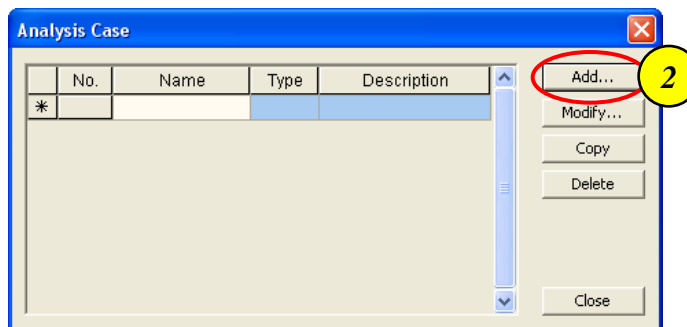 Analysis Case
No. Name Type Description
*
Add...
2
Modify...
Copy
Delete
Close